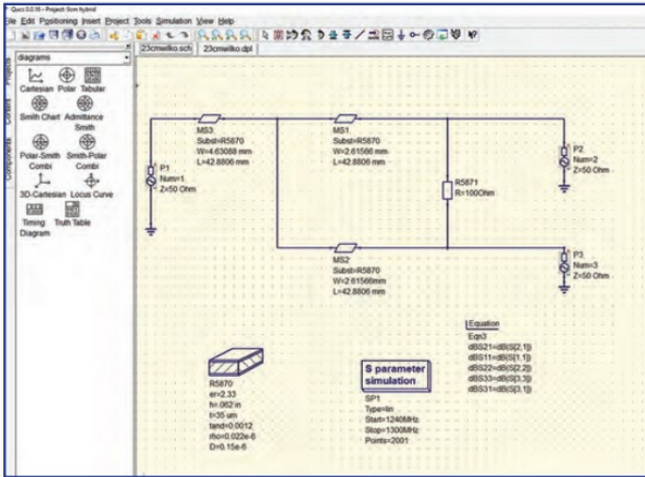 Qucs 0.0.18 - Project: 5cm hybrid
File Edit Positioning Insert Project Tools Simulation View Help
23cmwilko.sch 23cmwilko.dpl
diagrams
Projects
Content
Components
Cartesian Polar Tabular
Smith Chart Admittance
Smith
Polar-Smith Smith-Polar
Combi Combi
3D-Cartesian Locus Curve
Timing Truth Table
Diagram
MS3
Subst=R5870
W=4.63088 mm
L=42.8806 mm
MS1
Subst=R5870
W=2.61566 mm
L=42.8806 mm
P1
Num=1
Z=50 Ohm
P2
Num=2
Z=50 Ohm
R5871
R=100Ohm
MS2
Subst=R5870
W=2.61566mm
L=42.8806 mm
P3
Num=3
Z=50 Ohm
Equation
Eqn3
dBS21=dB(S[2,1])
dBS11=dB(S[1,1])
dBS22=dB(S[2,2])
dBS33=dB(S[3,3])
dBS31=dB(S[3,1])
R5870
er=2.33
h=.062 in
t=35 um
tand=0.0012
rho=0.022e-6
D=0.15e-6
S parameter
simulation
SP1
Type=lin
Start=1240MHz
Stop=1300MHz
Points=2001